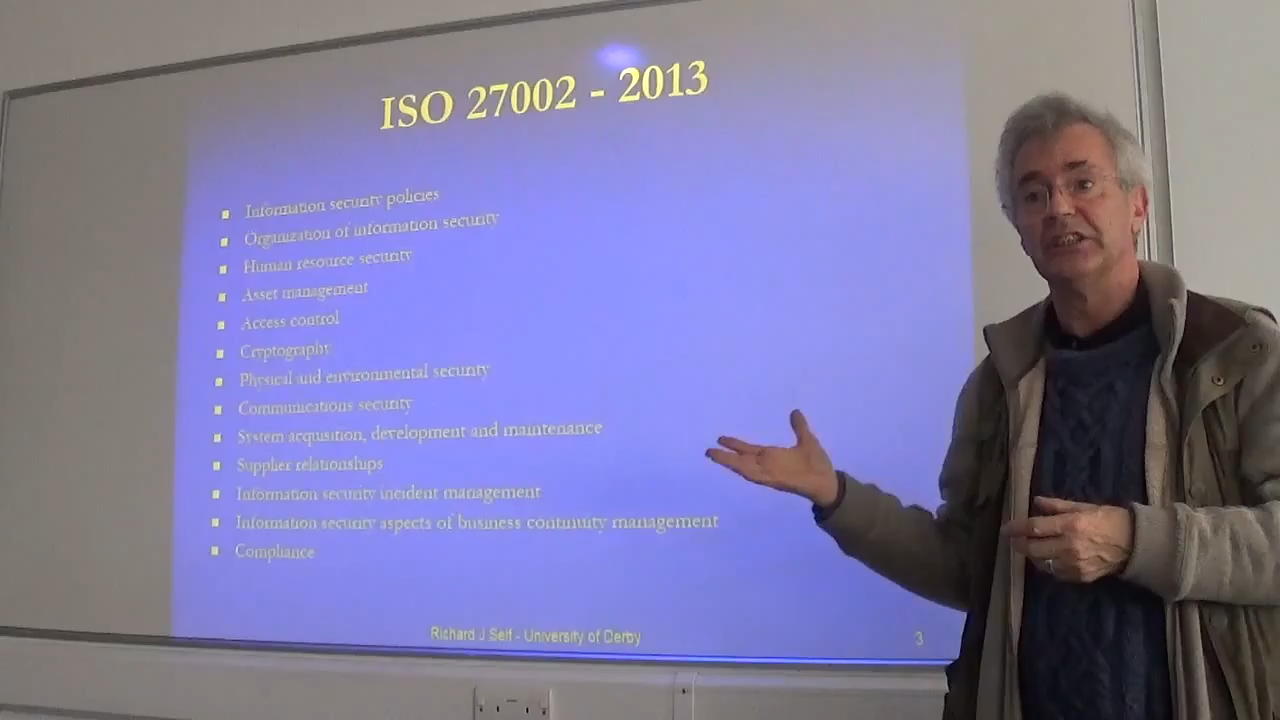 ISO 27002 - 2013
Information security policies
Organization of information security
Human resource security
Asset management
Access control
Cryptography
Physical and environmental security
Communications security
System acquisition, development and maintenance
Supplier relationships
Information security incident management
Information security aspects of business continuity management
Compliance
Richard J Self - University of Derby
3